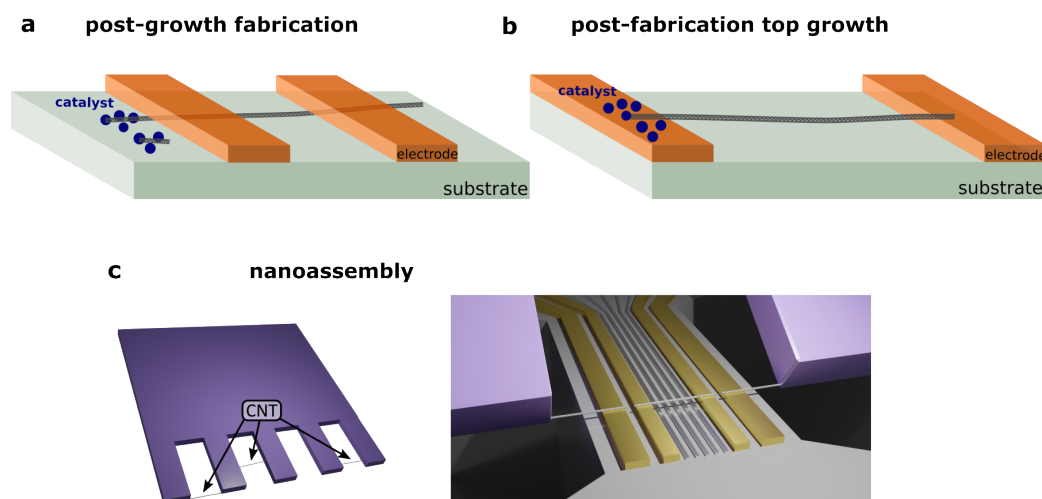 a post-growth fabrication
catalyst
electrode
substrate
b post-fabrication top growth
catalyst
electrode
substrate
c nanoassembly
CNT